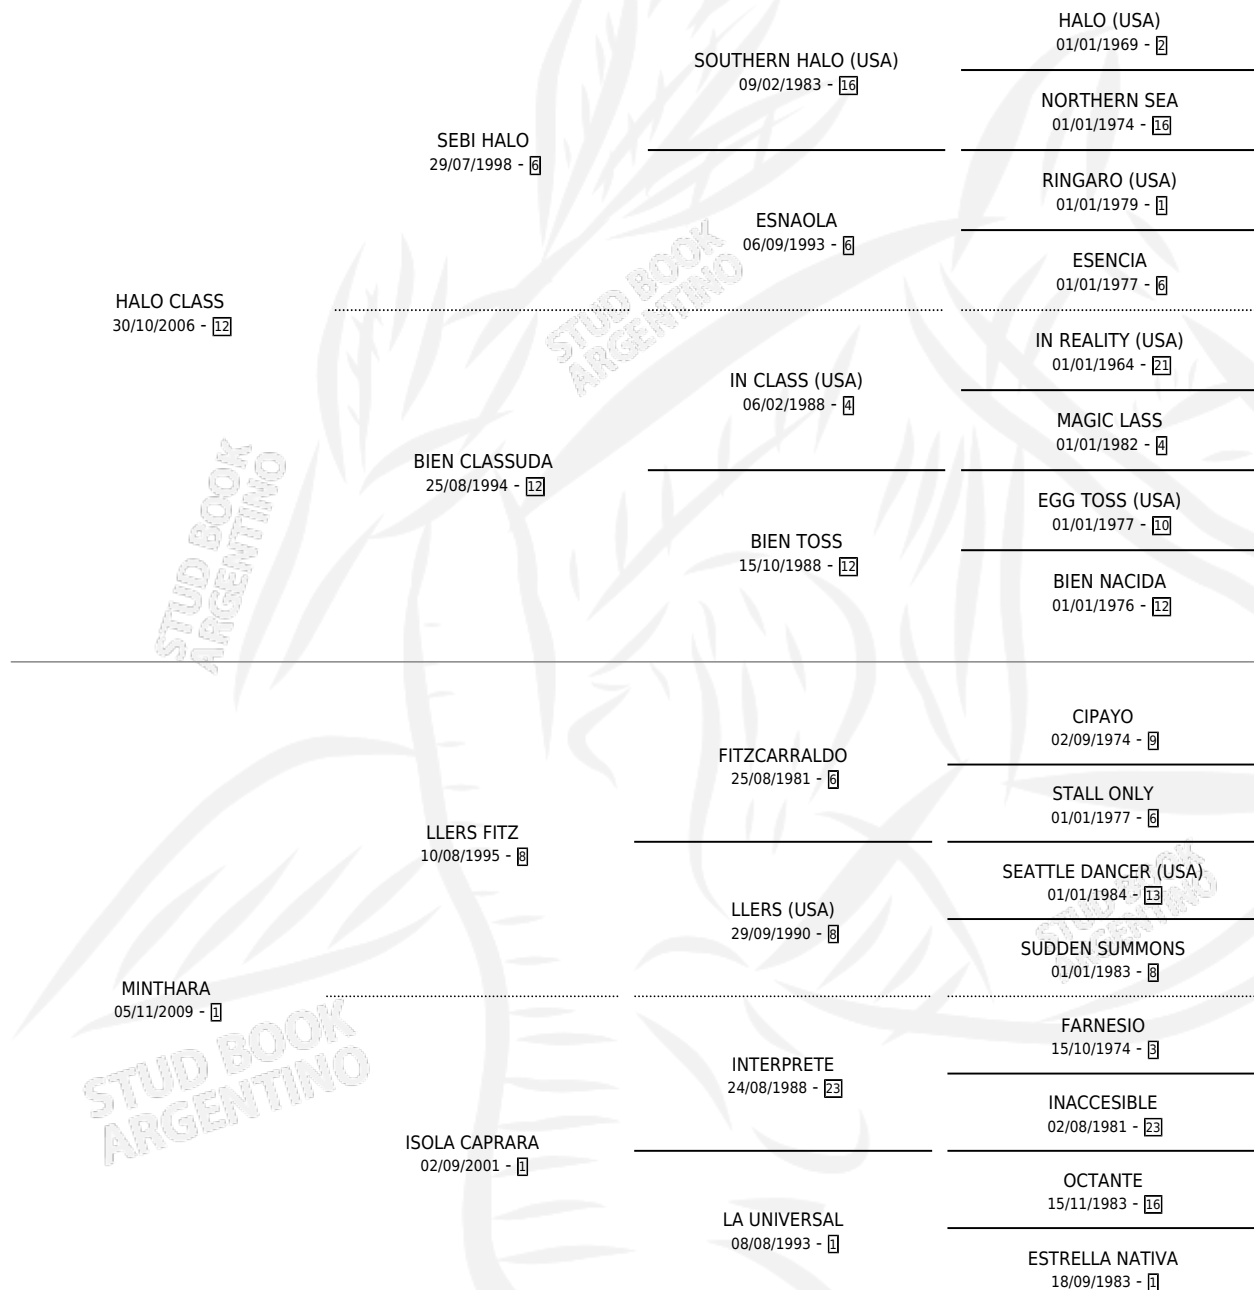 HALO (USA)
01/01/1969 - 2
SOUTHERN HALO (USA)
09/02/1983 - 16
NORTHERN SEA
01/01/1974 - 16
SEBI HALO
29/07/1998 - 6
RINGARO (USA)
01/01/1979 - 1
ESNAOLA
06/09/1993 - 6
ESENCIA
01/01/1977 - 6
HALO CLASS
30/10/2006 - 12
IN REALITY (USA)
01/01/1964 - 21
IN CLASS (USA)
06/02/1988 - 4
MAGIC LASS
01/01/1982 - 4
BIEN CLASSUDA
25/08/1994 - 12
EGG TOSS (USA)
01/01/1977 - 10
BIEN TOSS
15/10/1988 - 12
BIEN NACIDA
01/01/1976 - 12
CIPAYO
02/09/1974 - 9
FITZCARRALDO
25/08/1981 - 6
STALL ONLY
01/01/1977 - 6
LLERS FITZ
10/08/1995 - 8
SEATTLE DANCER (USA)
01/01/1984 - 13
LLERS (USA)
29/09/1990 - 8
SUDDEN SUMMONS
01/01/1983 - 8
MINTHARA
05/11/2009 - 1
FARNESIO
15/10/1974 - 3
INTERPRETE
24/08/1988 - 23
INACCESIBLE
02/08/1981 - 23
ISOLA CAPRARA
02/09/2001 - 1
OCTANTE
15/11/1983 - 16
LA UNIVERSAL
08/08/1993 - 1
ESTRELLA NATIVA
18/09/1983 - 1
STUD BOOK
ARGENTINO
STUD BOOK
ARGENTINO
STUD BOOK
ARGENTINO
STUD BOOK
ARGENTINO